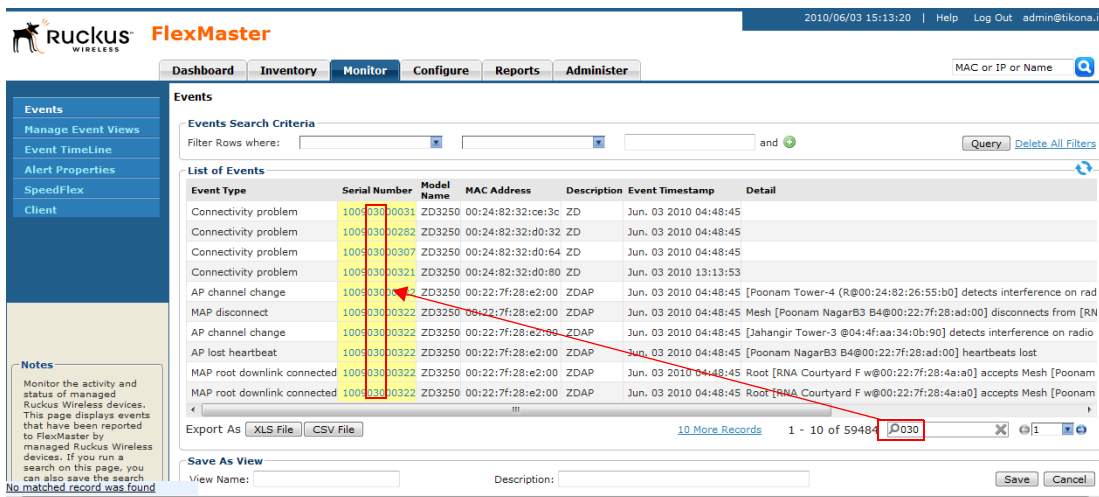 2010/06/03 15:13:20 | Help Log Out admin@tikona.i
Ruckus WIRELESS FlexMaster
Dashboard Inventory Monitor Configure Reports Administer MAC or IP or Name
Events
Manage Event Views
Event TimeLine
Alert Properties
SpeedFlex
Client
Notes
Monitor the activity and
status of managed
Ruckus Wireless devices.
This page displays events
that have been reported
to FlexMaster by
managed Ruckus Wireless
devices. If you run a
search on this page, you
can also save the search
No matched record was found
Events
Events Search Criteria
Filter Rows where: and Query Delete All Filters
List of Events
Event Type Serial Number Model Name MAC Address Description Event Timestamp Detail
Connectivity problem 100903000031 ZD3250 00:24:82:32:ce:3c ZD Jun. 03 2010 04:48:45
Connectivity problem 100903000282 ZD3250 00:24:82:32:d0:32 ZD Jun. 03 2010 04:48:45
Connectivity problem 100903000307 ZD3250 00:24:82:32:d0:64 ZD Jun. 03 2010 04:48:45
Connectivity problem 100903000321 ZD3250 00:24:82:32:d0:80 ZD Jun. 03 2010 13:13:53
AP channel change 100903000322 ZD3250 00:22:7f:28:e2:00 ZDAP Jun. 03 2010 04:48:45 [Poonam Tower-4 (R@00:24:82:26:55:b0] detects interference on rad
MAP disconnect 100903000322 ZD3250 00:22:7f:28:e2:00 ZDAP Jun. 03 2010 04:48:45 Mesh [Poonam NagarB3 B4@00:22:7f:28:ad:00] disconnects from [RN
AP channel change 100903000322 ZD3250 00:22:7f:28:e2:00 ZDAP Jun. 03 2010 04:48:45 [Jahangir Tower-3 @04:4f:aa:34:0b:90] detects interference on radio
AP lost heartbeat 100903000322 ZD3250 00:22:7f:28:e2:00 ZDAP Jun. 03 2010 04:48:45 [Poonam NagarB3 B4@00:22:7f:28:ad:00] heartbeats lost
MAP root downlink connected 100903000322 ZD3250 00:22:7f:28:e2:00 ZDAP Jun. 03 2010 04:48:45 Root [RNA Courtyard F w@00:22:7f:28:4a:a0] accepts Mesh [Poonam
MAP root downlink connected 100903000322 ZD3250 00:22:7f:28:e2:00 ZDAP Jun. 03 2010 04:48:45 Root [RNA Courtyard F w@00:22:7f:28:4a:a0] accepts Mesh [Poonam
Export As XLS File CSV File 10 More Records 1 - 10 of 59484 030 1
Save As View
View Name: Description: Save Cancel